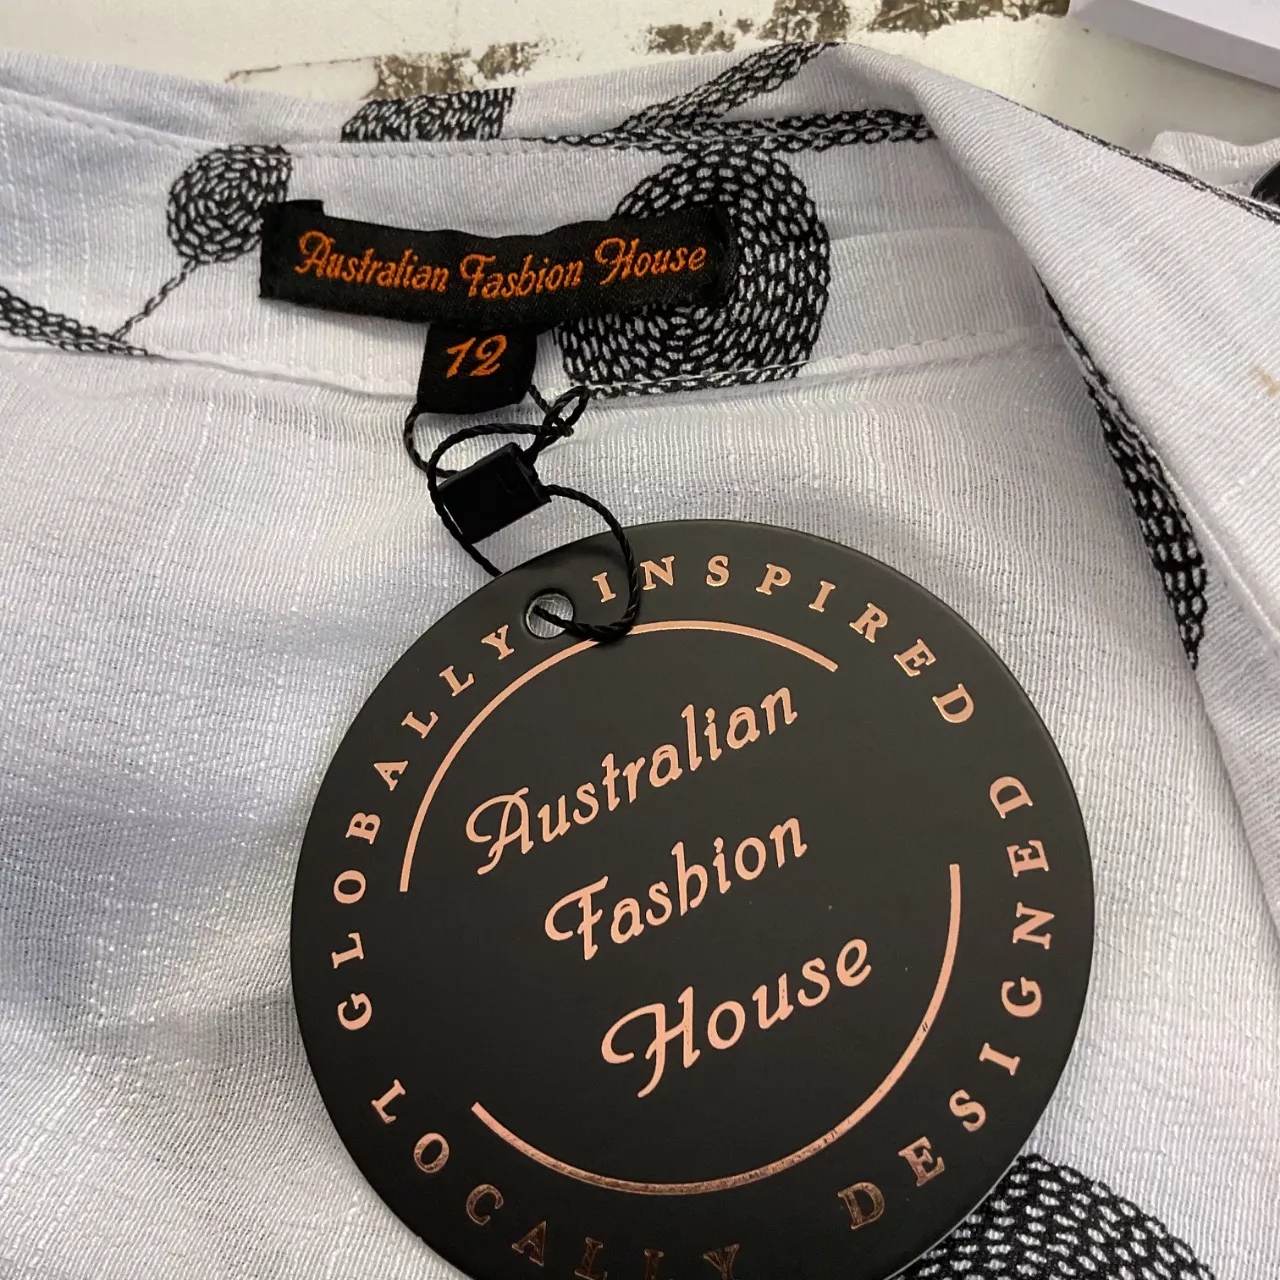 Australian Fashion House
12
GLOBALLY INSPIRED
Australian
Fashion
House
LOCALLY DESIGNED